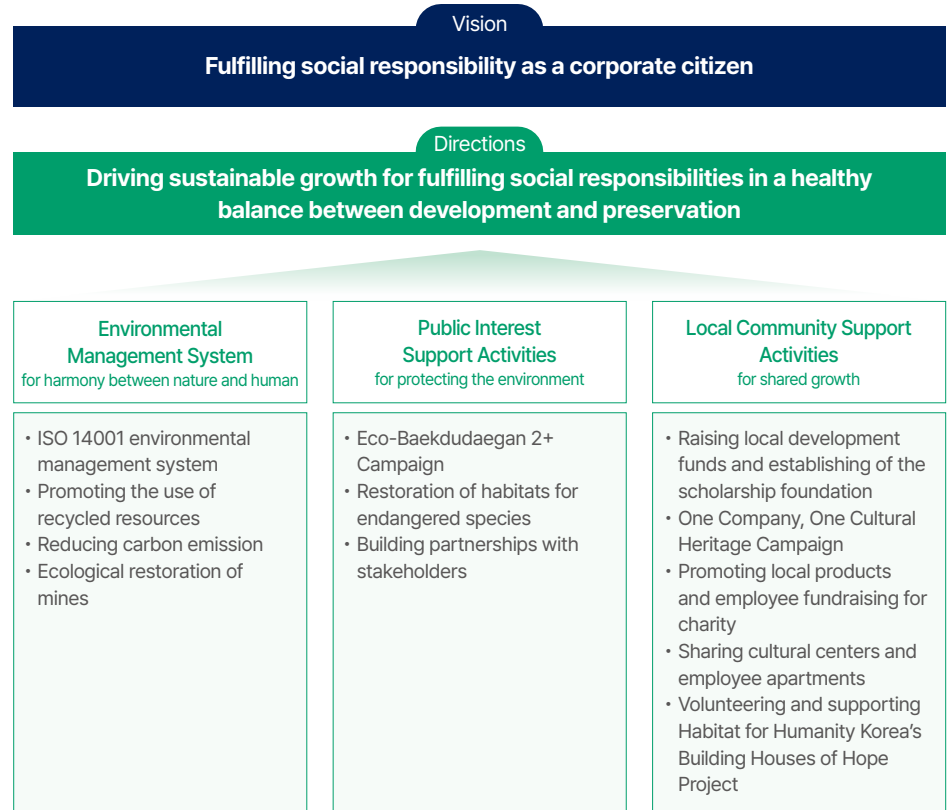 Vision
Fulfilling social responsibility as a corporate citizen
Directions
Driving sustainable growth for fulfilling social responsibilities in a healthy
balance between development and preservation
Environmental
Management System
for harmony between nature and human
• ISO 14001 environmental
management system
• Promoting the use of
recycled resources
• Reducing carbon emission
• Ecological restoration of
mines
Public Interest
Support Activities
for protecting the environment
• Eco-Baekdudaegan 2+
Campaign
• Restoration of habitats for
endangered species
• Building partnerships with
stakeholders
Local Community Support
Activities
for shared growth
• Raising local development
funds and establishing of the
scholarship foundation
• One Company, One Cultural
Heritage Campaign
• Promoting local products
and employee fundraising for
charity
• Sharing cultural centers and
employee apartments
• Volunteering and supporting
Habitat for Humanity Korea’s
Building Houses of Hope
Project